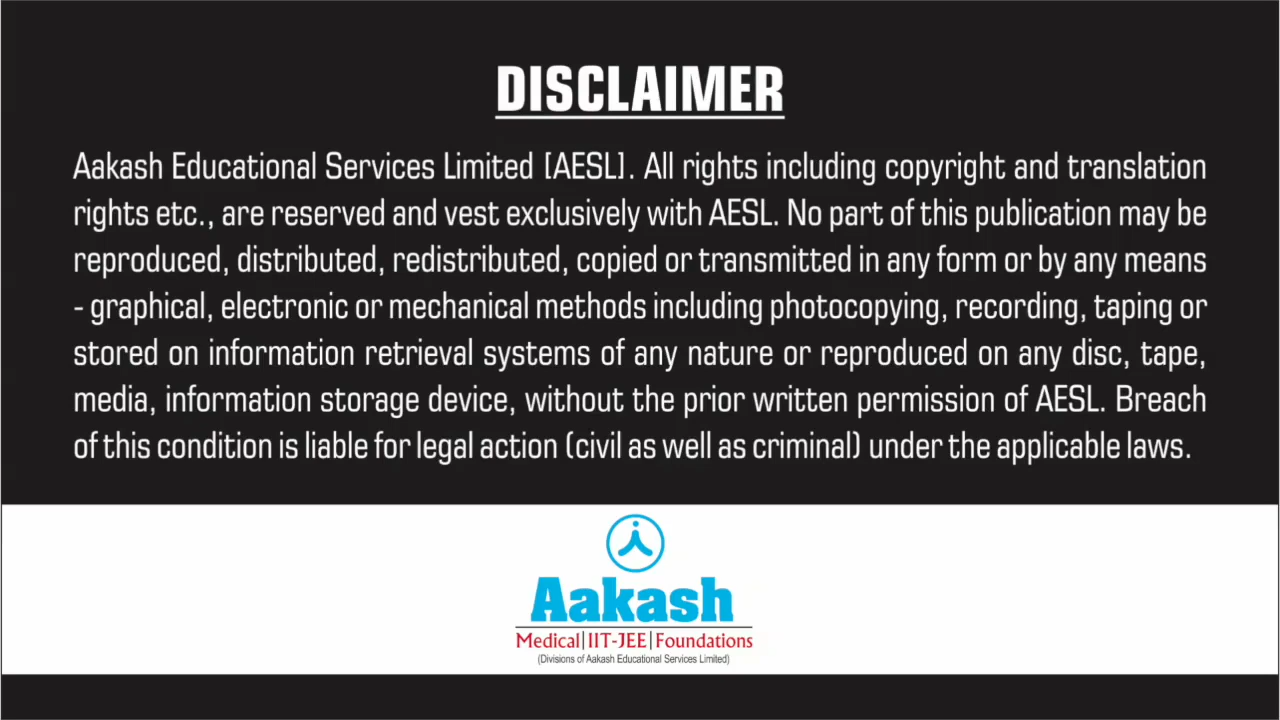 DISCLAIMER
Aakash Educational Services Limited [AESL]. All rights including copyright and translation
rights etc., are reserved and vest exclusively with AESL. No part of this publication may be
reproduced, distributed, redistributed, copied or transmitted in any form or by any means
- graphical, electronic or mechanical methods including photocopying, recording, taping or
stored on information retrieval systems of any nature or reproduced on any disc, tape,
media, information storage device, without the prior written permission of AESL. Breach
of this condition is liable for legal action (civil as well as criminal) under the applicable laws.
Aakash
Medical|IIT-JEE|Foundations
(Divisions of Aakash Educational Services Limited)